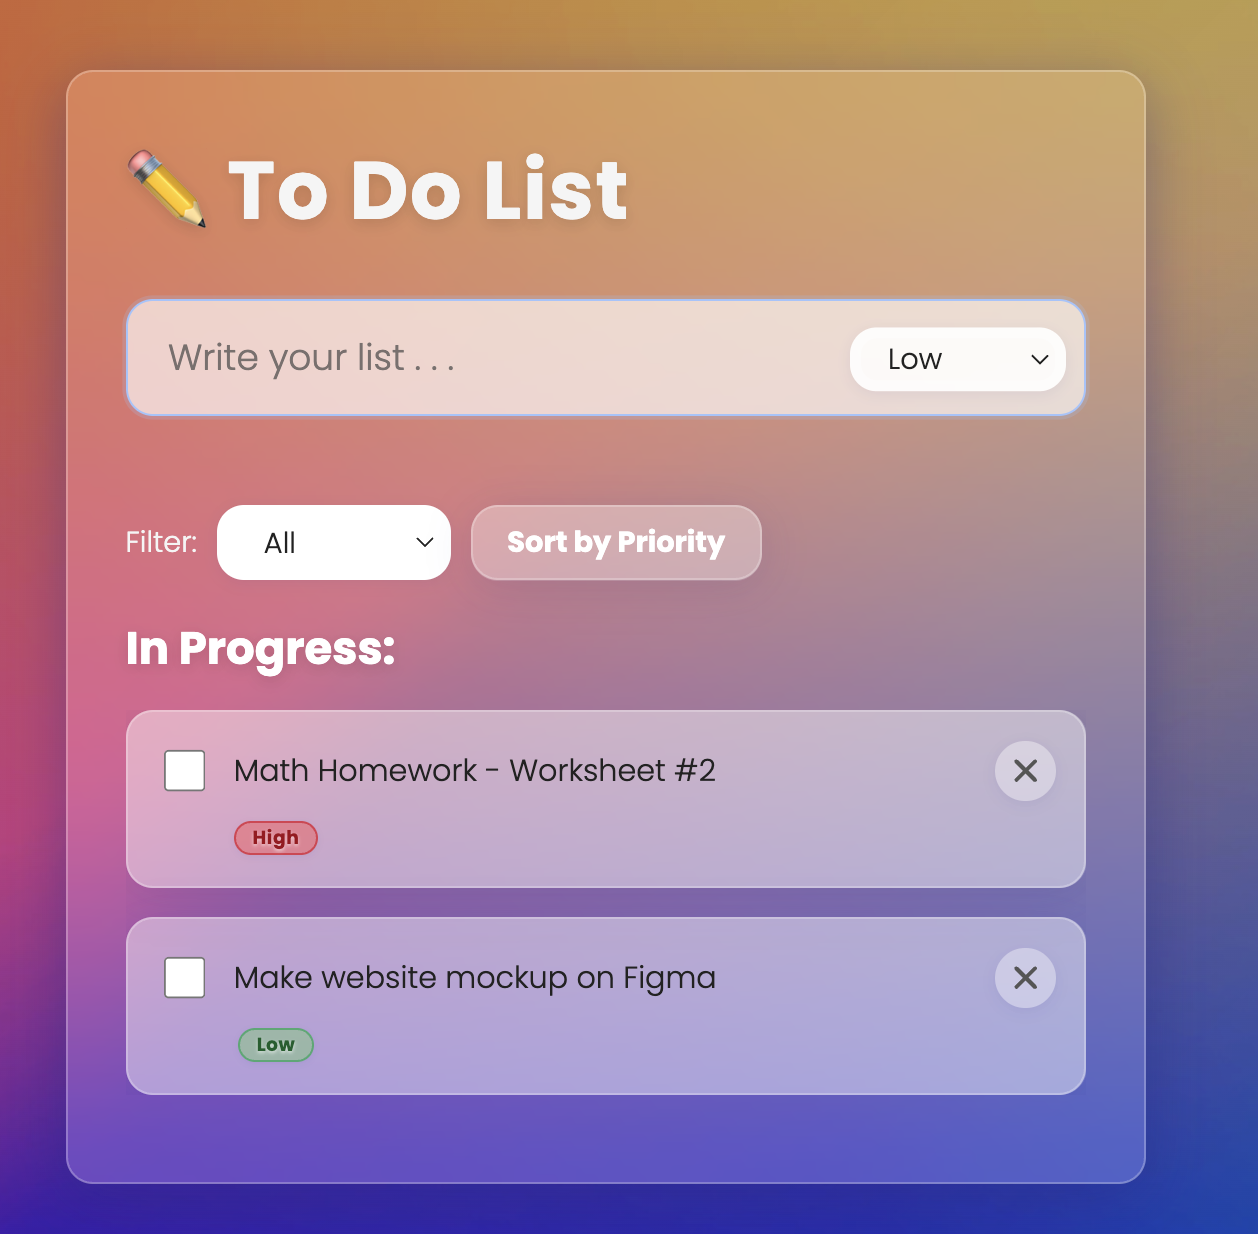 To Do List
Write your list . . .
Low
Filter:
All
Sort by Priority
In Progress:
Math Homework - Worksheet #2
High
Make website mockup on Figma
Low